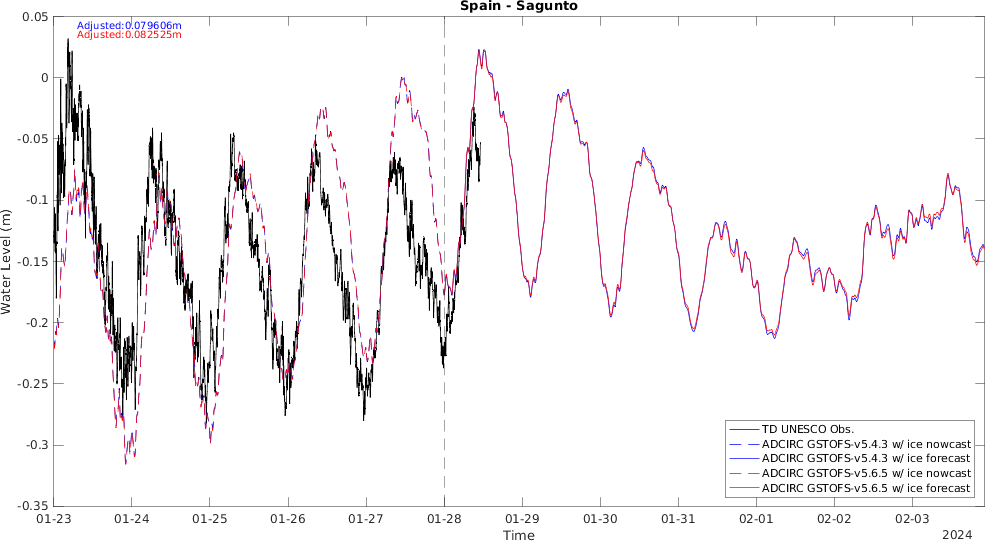 Spain - Sagunto
Adjusted:0.079606m
Adjusted:0.082525m
0.05
0
-0.05
-0.1
-0.15
-0.2
-0.25
-0.3
-0.35
Water Level (m)
TD UNESCO Obs.
ADCIRC GSTOFS-v5.4.3 w/ ice nowcast
ADCIRC GSTOFS-v5.4.3 w/ ice forecast
ADCIRC GSTOFS-v5.6.5 w/ ice nowcast
ADCIRC GSTOFS-v5.6.5 w/ ice forecast
01-23 01-24 01-25 01-26 01-27 01-28 01-29 01-30 01-31 02-01 02-02 02-03
Time
2024